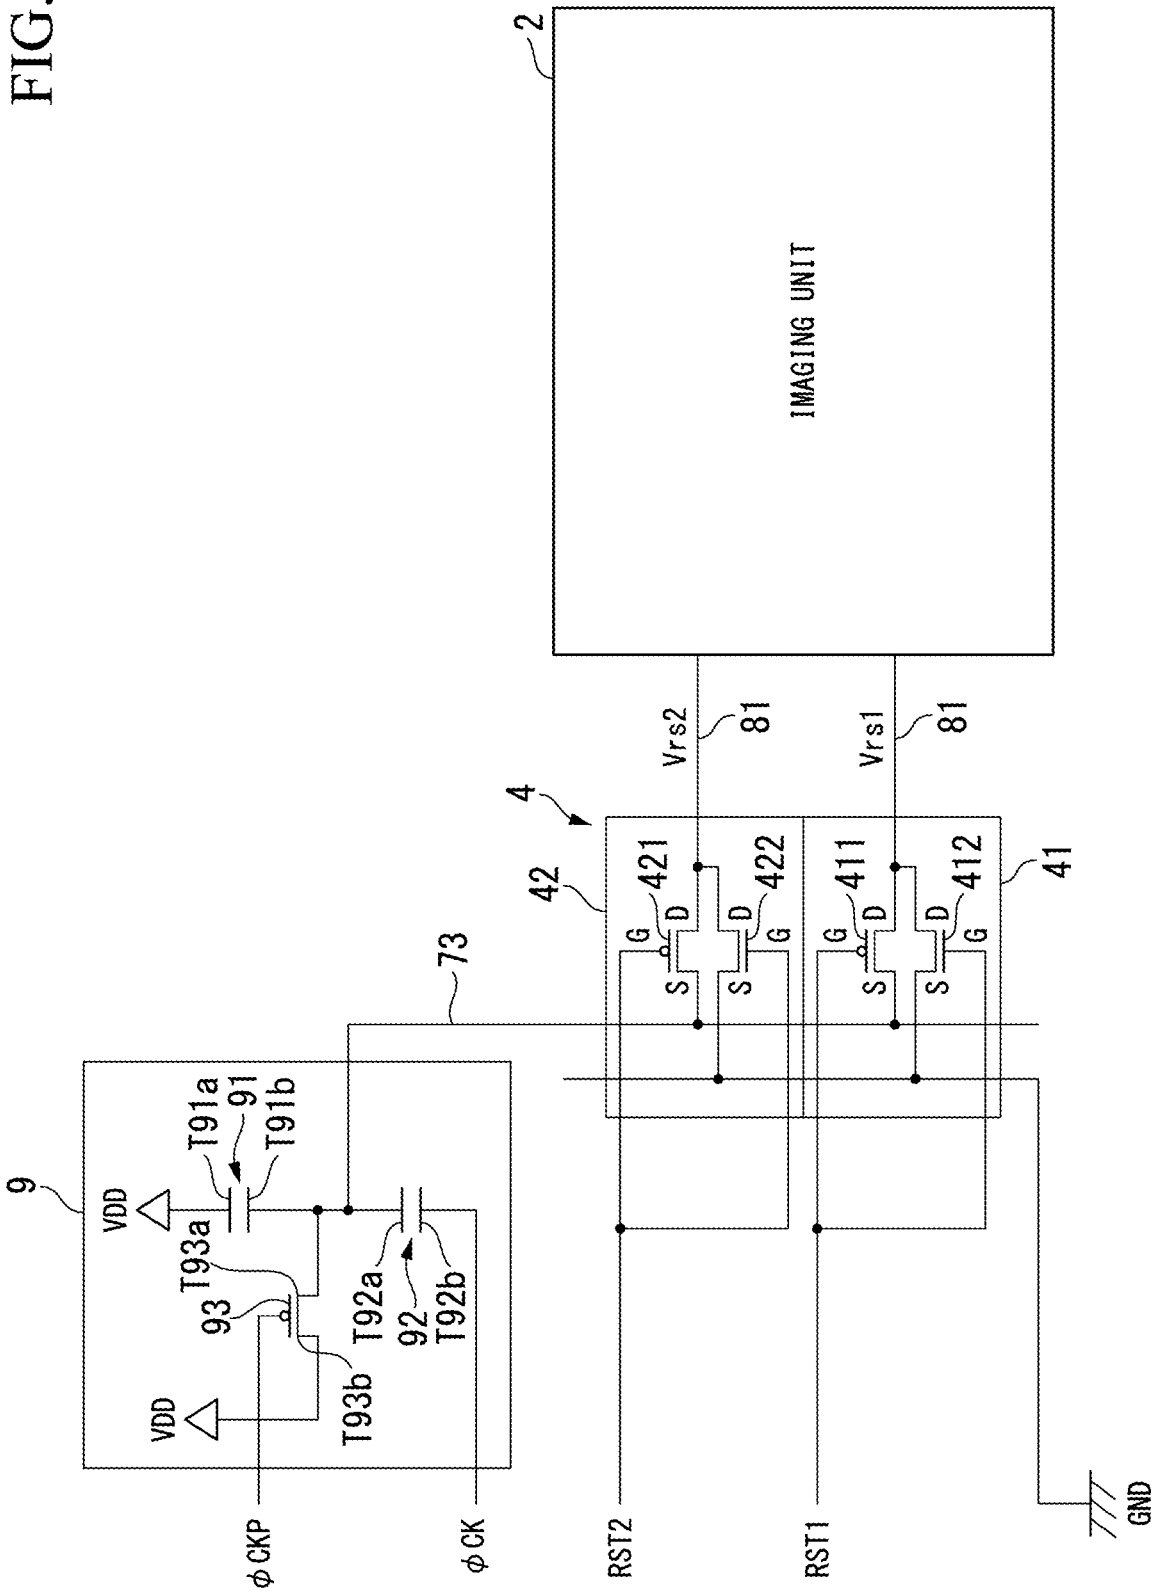 FIG.
9
VDD
VDD
T91a
91
T91b
T93a
93
T93b
T92a
92
T92b
φCKP
φCK
73
4
42
421
G
D
S
422
D
S
G
411
G
D
S
412
D
S
G
41
RST2
RST1
GND
Vrs2
81
Vrs1
81
2
IMAGING UNIT